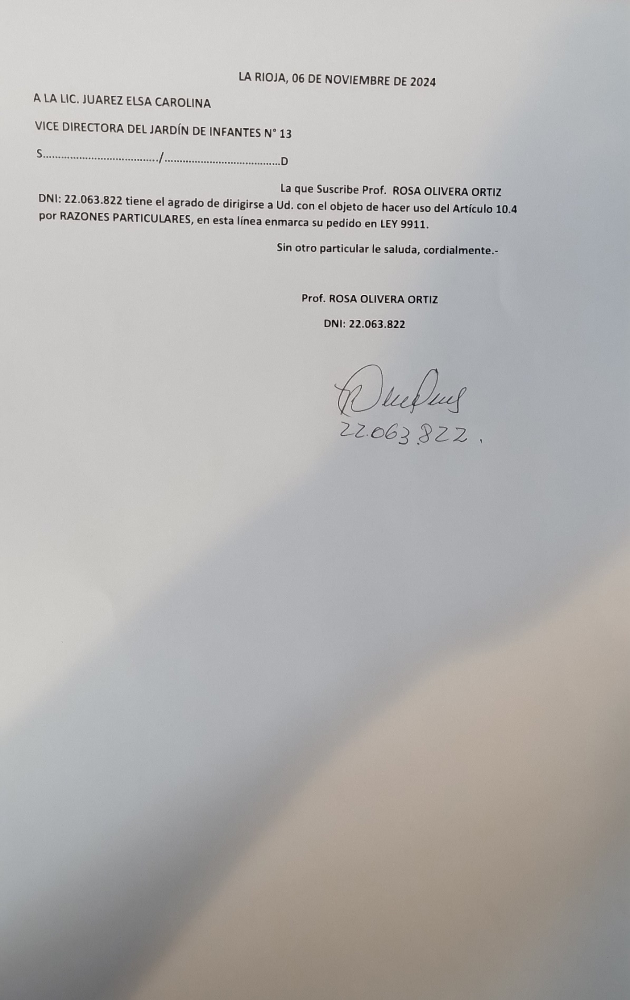 LA RIOJA, 06 DE NOVIEMBRE DE 2024
A LA LIC. JUAREZ ELSA CAROLINA
VICE DIRECTORA DEL JARDÍN DE INFANTES N° 13
S....................................../......................................D
La que Suscribe Prof. ROSA OLIVERA ORTIZ
DNI: 22.063.822 tiene el agrado de dirigirse a Ud. con el objeto de hacer uso del Artículo 10.4
por RAZONES PARTICULARES, en esta línea enmarca su pedido en LEY 9911.
Sin otro particular le saluda, cordialmente.-
Prof. ROSA OLIVERA ORTIZ
DNI: 22.063.822
22.063.822.